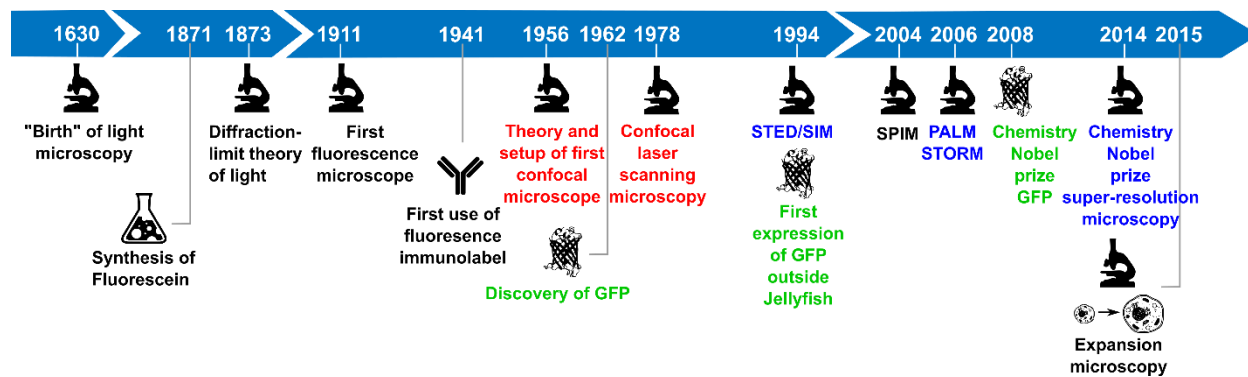 1630 1871 1873 1911 1941 1956 1962 1978 1994 2004 2006 2008 2014 2015
"Birth" of light
microscopy
Synthesis of
Fluorescein
Diffraction-
limit theory
of light
First
fluorescence
microscope
First use of
fluoresence
immunolabel
Theory and
setup of first
confocal
microscope
Discovery of GFP
Confocal
laser
scanning
microscopy
STED/SIM
First
expression
of GFP
outside
Jellyfish
SPIM
PALM
STORM
Chemistry
Nobel
prize
GFP
Chemistry
Nobel
prize
super-resolution
microscopy
Expansion
microscopy